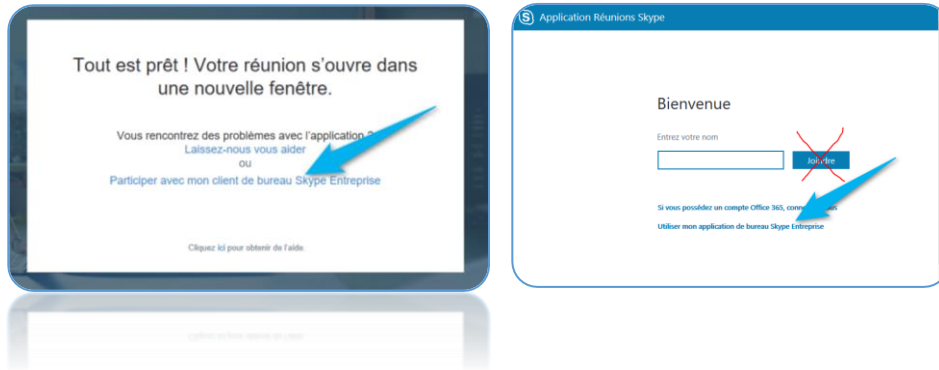 Tout est prêt ! Votre réunion s'ouvre dans
une nouvelle fenêtre.
Vous rencontrez des problèmes avec l'application ?
Laissez-nous vous aider
ou
Participer avec mon client de bureau Skype Entreprise
Cliquez ici pour obtenir de l'aide.
Application Réunions Skype
Bienvenue
Entrez votre nom
Joindre
Si vous possédez un compte Office 365,
Utiliser mon application de bureau Skype Entreprise